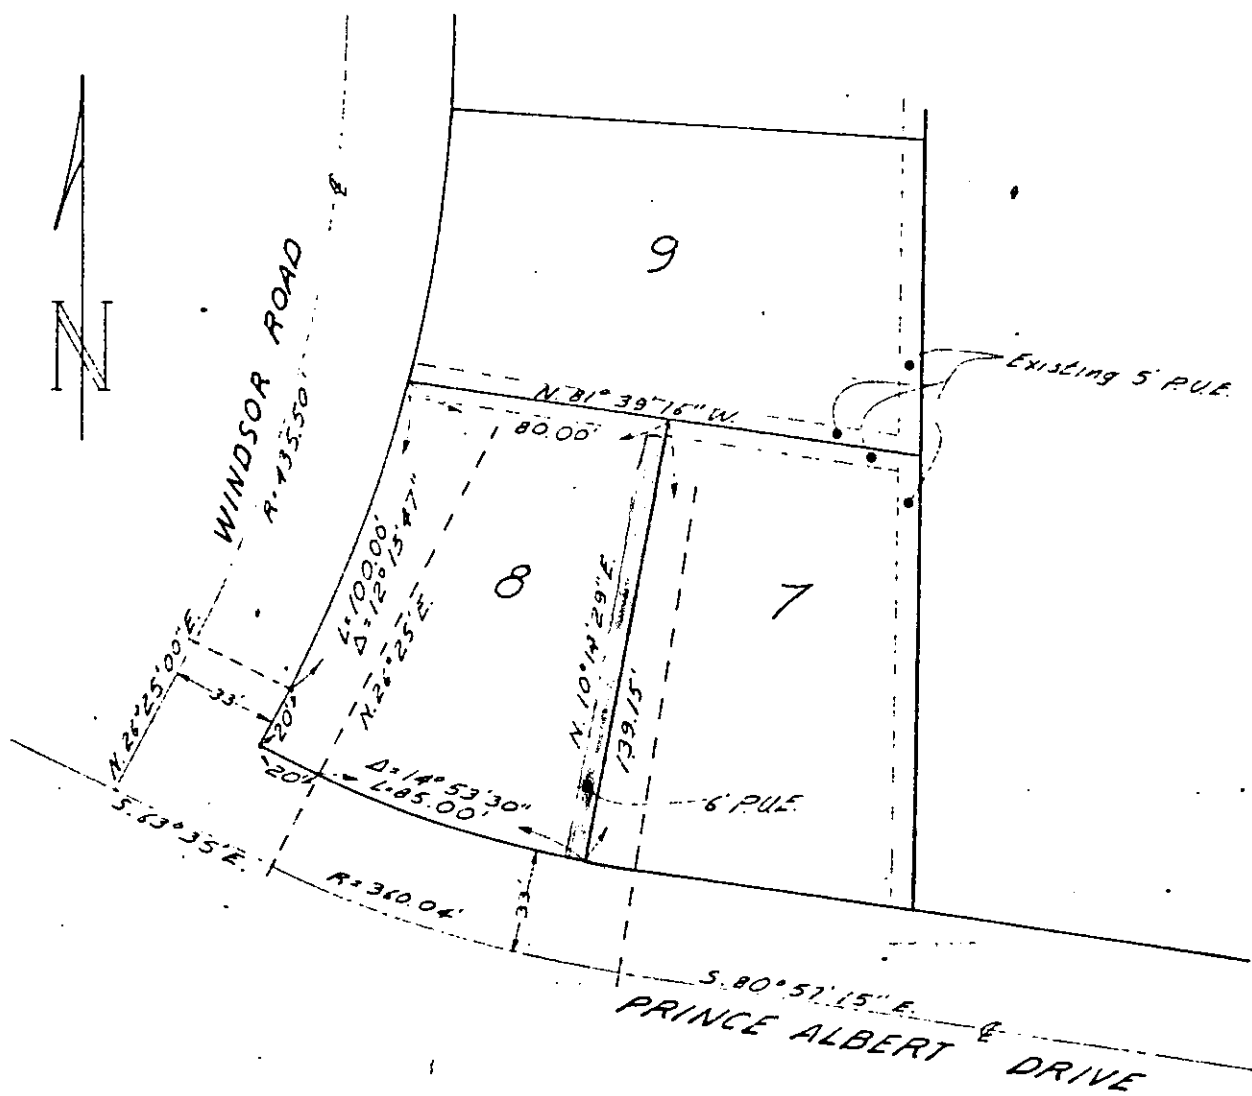 N
WINDSOR ROAD
R=435.50'
℄
9
Existing 5' P.U.E.
N. 81° 39' 15" W.
80.00'
L=100.00'
Δ=12° 15' 47"
N. 26° 25' E.
8
N. 10° 14' 29" E.
139.15'
7
N. 26° 25' 00" E.
33'
20'
20'
Δ=14° 53' 30"
L=85.00'
6' P.U.E.
S. 63° 35' E.
R=360.04'
33'
S. 80° 57' 15" E.
℄
PRINCE ALBERT DRIVE